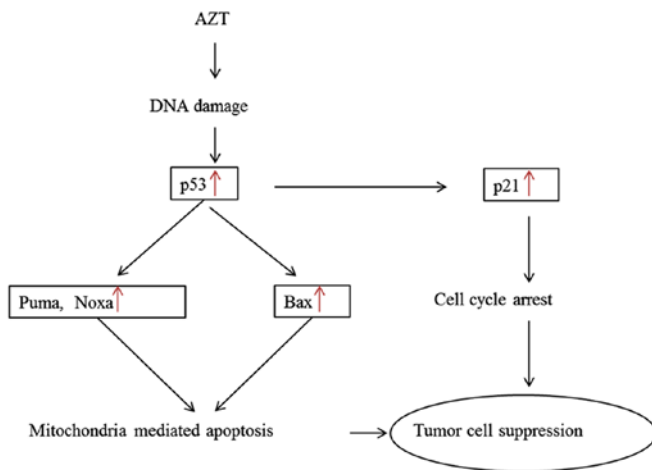 AZT
DNA damage
p53
p21
Puma, Noxa
Bax
Cell cycle arrest
Mitochondria mediated apoptosis
Tumor cell suppression